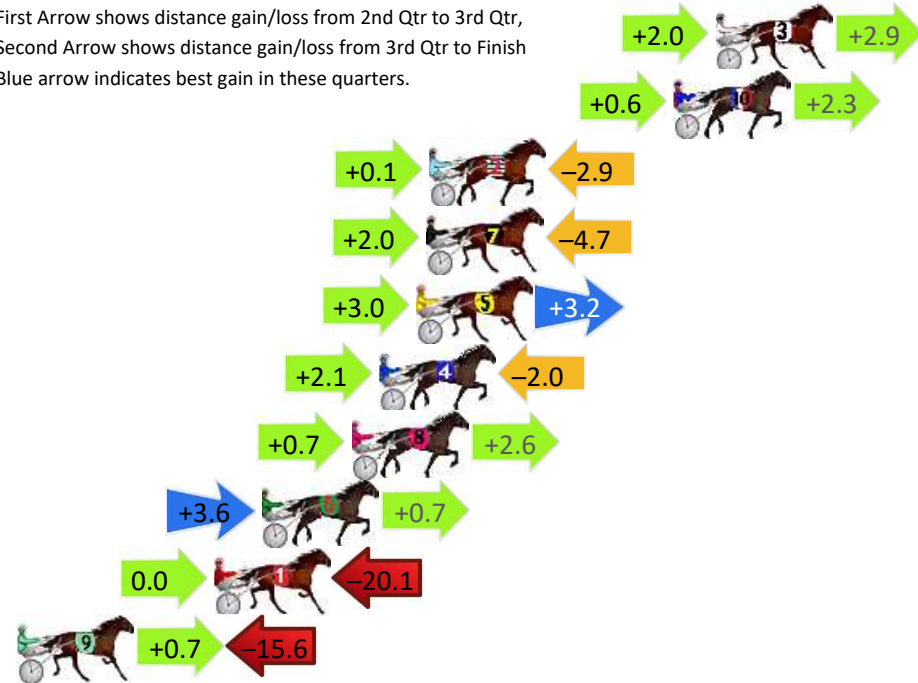 First Arrow shows distance gain/loss from 2nd Qtr to 3rd Qtr,
Second Arrow shows distance gain/loss from 3rd Qtr to Finish
Blue arrow indicates best gain in these quarters.
+2.0 3 +2.9
+0.6 10 +2.3
+0.1 –2.9
+2.0 7 –4.7
+3.0 5 +3.2
+2.1 4 –2.0
+0.7 8 +2.6
+3.6 +0.7
0.0 1 –20.1
9 +0.7 –15.6